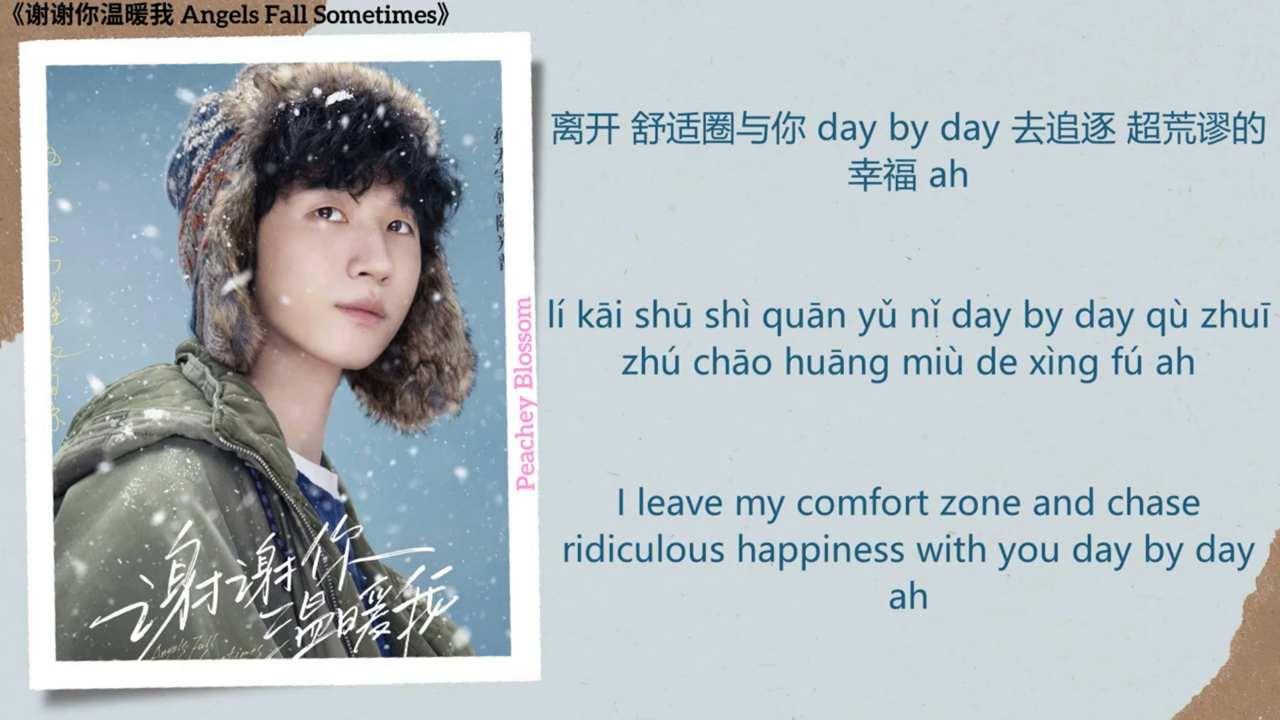 《谢谢你温暖我 Angels Fall Sometimes》
离开 舒适圈与你 day by day 去追逐 超荒谬的
幸福 ah
lí kāi shū shì quān yǔ nǐ day by day qù zhuī
zhú chāo huāng miù de xìng fú ah
I leave my comfort zone and chase
ridiculous happiness with you day by day
ah
Peachey Blossom
谢谢你
温暖我
Angels Fall
Sometimes